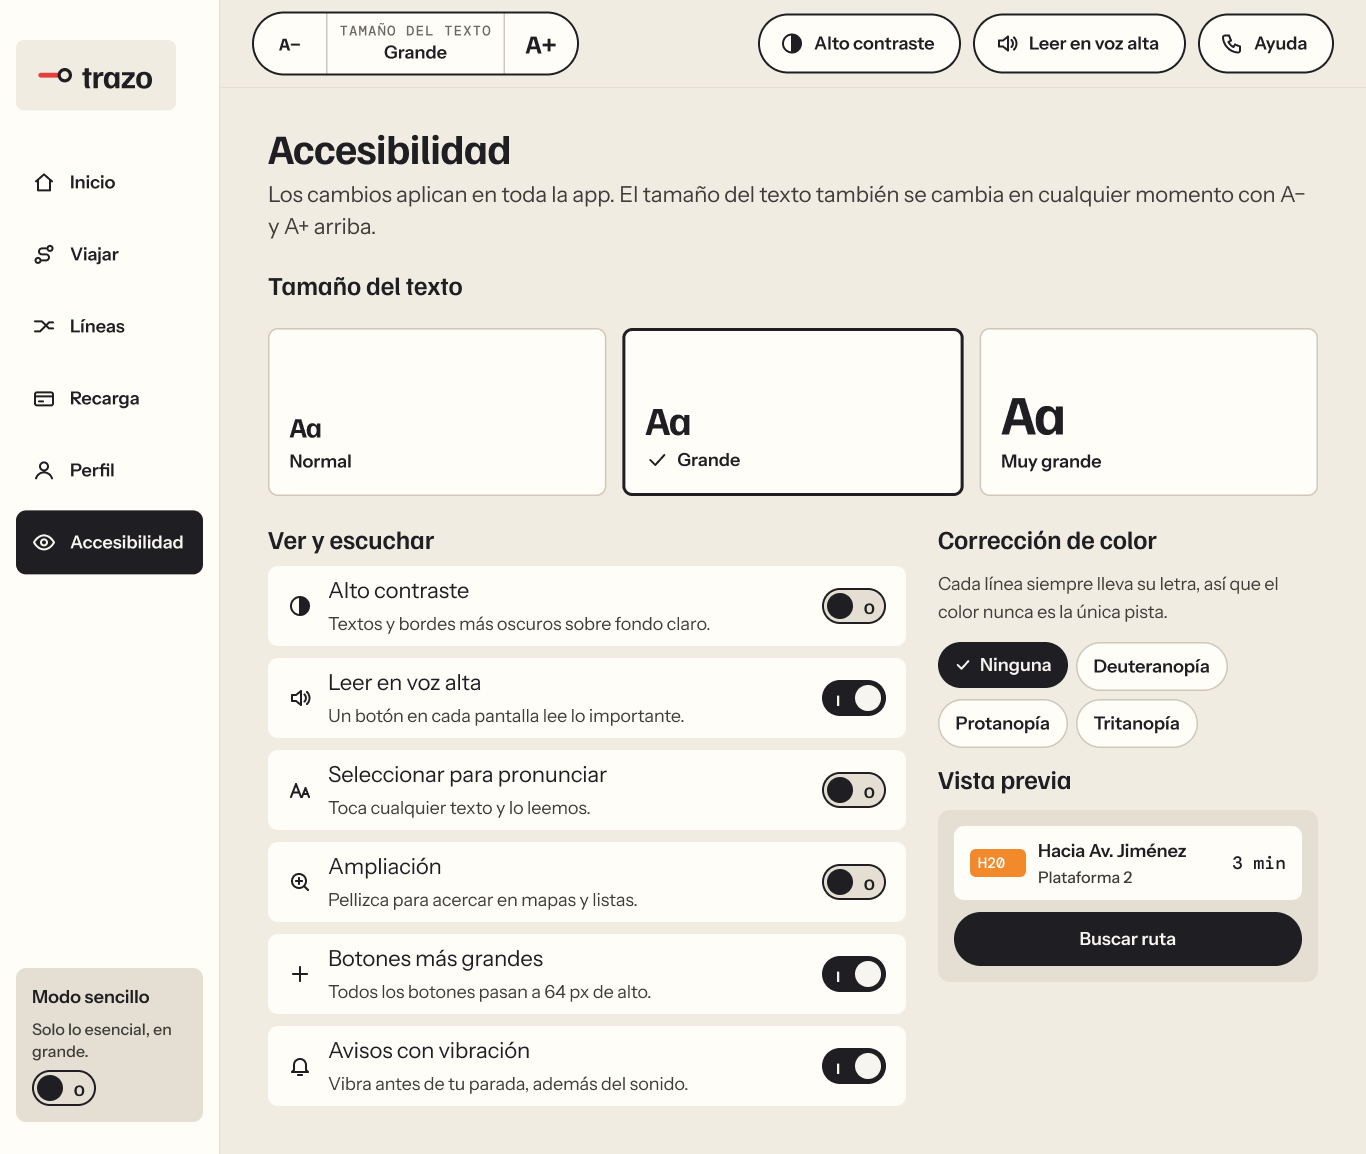 trazo
Inicio
Viajar
Líneas
Recarga
Perfil
Accesibilidad
Modo sencillo
Solo lo esencial, en
grande.
O
A−
TAMAÑO DEL TEXTO
Grande
A+
Alto contraste
Leer en voz alta
Ayuda
Accesibilidad
Los cambios aplican en toda la app. El tamaño del texto también se cambia en cualquier momento con A−
y A+ arriba.
Tamaño del texto
Aa
Normal
Aa
Grande
Aa
Muy grande
Ver y escuchar
Alto contraste
Textos y bordes más oscuros sobre fondo claro.
O
Leer en voz alta
Un botón en cada pantalla lee lo importante.
I
Seleccionar para pronunciar
Toca cualquier texto y lo leemos.
O
Ampliación
Pellizca para acercar en mapas y listas.
O
Botones más grandes
Todos los botones pasan a 64 px de alto.
I
Avisos con vibración
Vibra antes de tu parada, además del sonido.
I
Corrección de color
Cada línea siempre lleva su letra, así que el
color nunca es la única pista.
Ninguna
Deuteranopía
Protanopía
Tritanopía
Vista previa
H20
Hacia Av. Jiménez
Plataforma 2
3 min
Buscar ruta